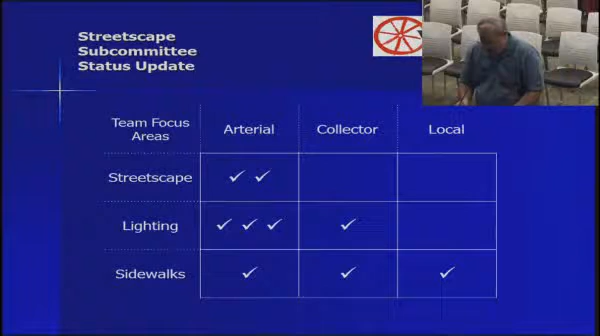 Streetscape
Subcommittee
Status Update
Team Focus
Areas
Arterial
Collector
Local
Streetscape
✓ ✓
Lighting
✓ ✓ ✓
✓
Sidewalks
✓
✓
✓